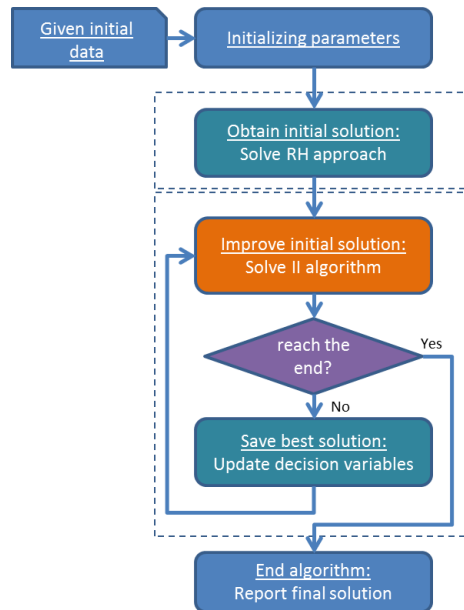 Given initial
data
Initializing parameters
Obtain initial solution:
Solve RH approach
Improve initial solution:
Solve II algorithm
reach the
end?
Yes
No
Save best solution:
Update decision variables
End algorithm:
Report final solution